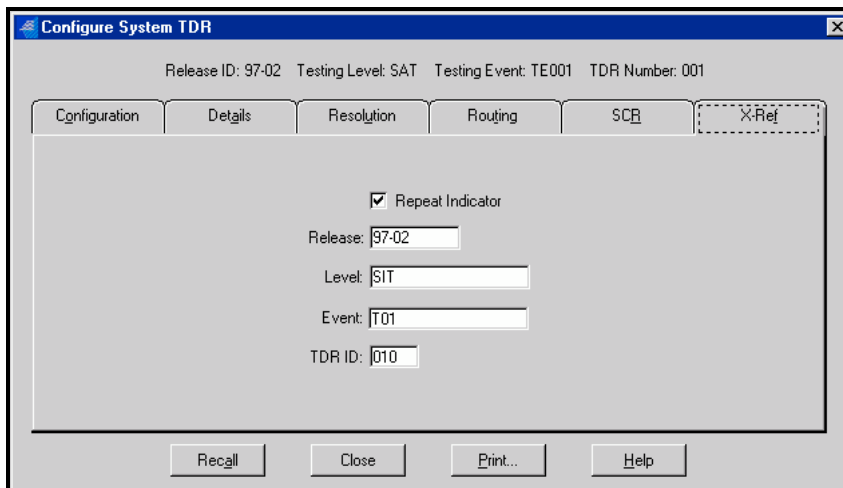 Configure System TDR
Release ID: 97-02 Testing Level: SAT Testing Event: TE001 TDR Number: 001
Configuration Details Resolution Routing SCR X-Ref
Repeat Indicator
Release: 97-02
Level: SIT
Event: T01
TDR ID: 010
Recall Close Print... Help